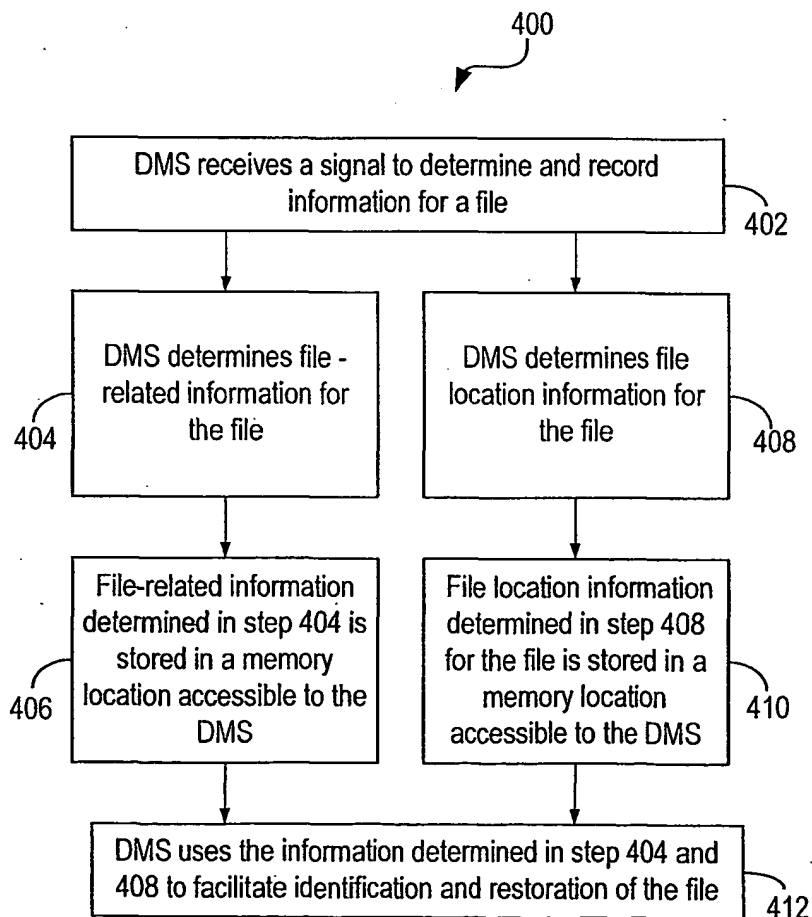 400
DMS receives a signal to determine and record
information for a file
402
DMS determines file -
related information for
the file
404
DMS determines file
location information for
the file
408
File-related information
determined in step 404 is
stored in a memory
location accessible to the
DMS
406
File location information
determined in step 408
for the file is stored in a
memory location
accessible to the DMS
410
DMS uses the information determined in step 404 and
408 to facilitate identification and restoration of the file
412